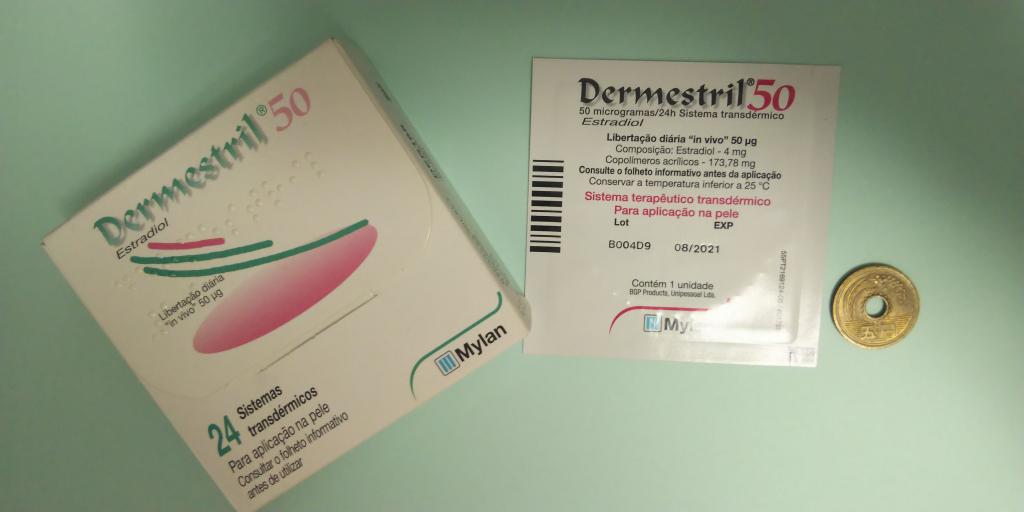 Dermestril® 50
Estradiol
Libertação diária
"in vivo" 50 µg
Mylan
24 Sistemas
transdérmicos
Para aplicação na pele
Consultar o folheto informativo
antes de utilizar
Dermestril® 50
50 microgramas/24h Sistema transdérmico
Estradiol
Libertação diária "in vivo" 50 µg
Composição: Estradiol - 4 mg
Copolímeros acrílicos - 173,78 mg
Consulte o folheto informativo antes da aplicação
Conservar a temperatura inferior a 25 °C
Sistema terapêutico transdérmico
Para aplicação na pele
Lot EXP
B004D9 08/2021
Contém 1 unidade
BGP Products, Unipessoal Lda.
五円